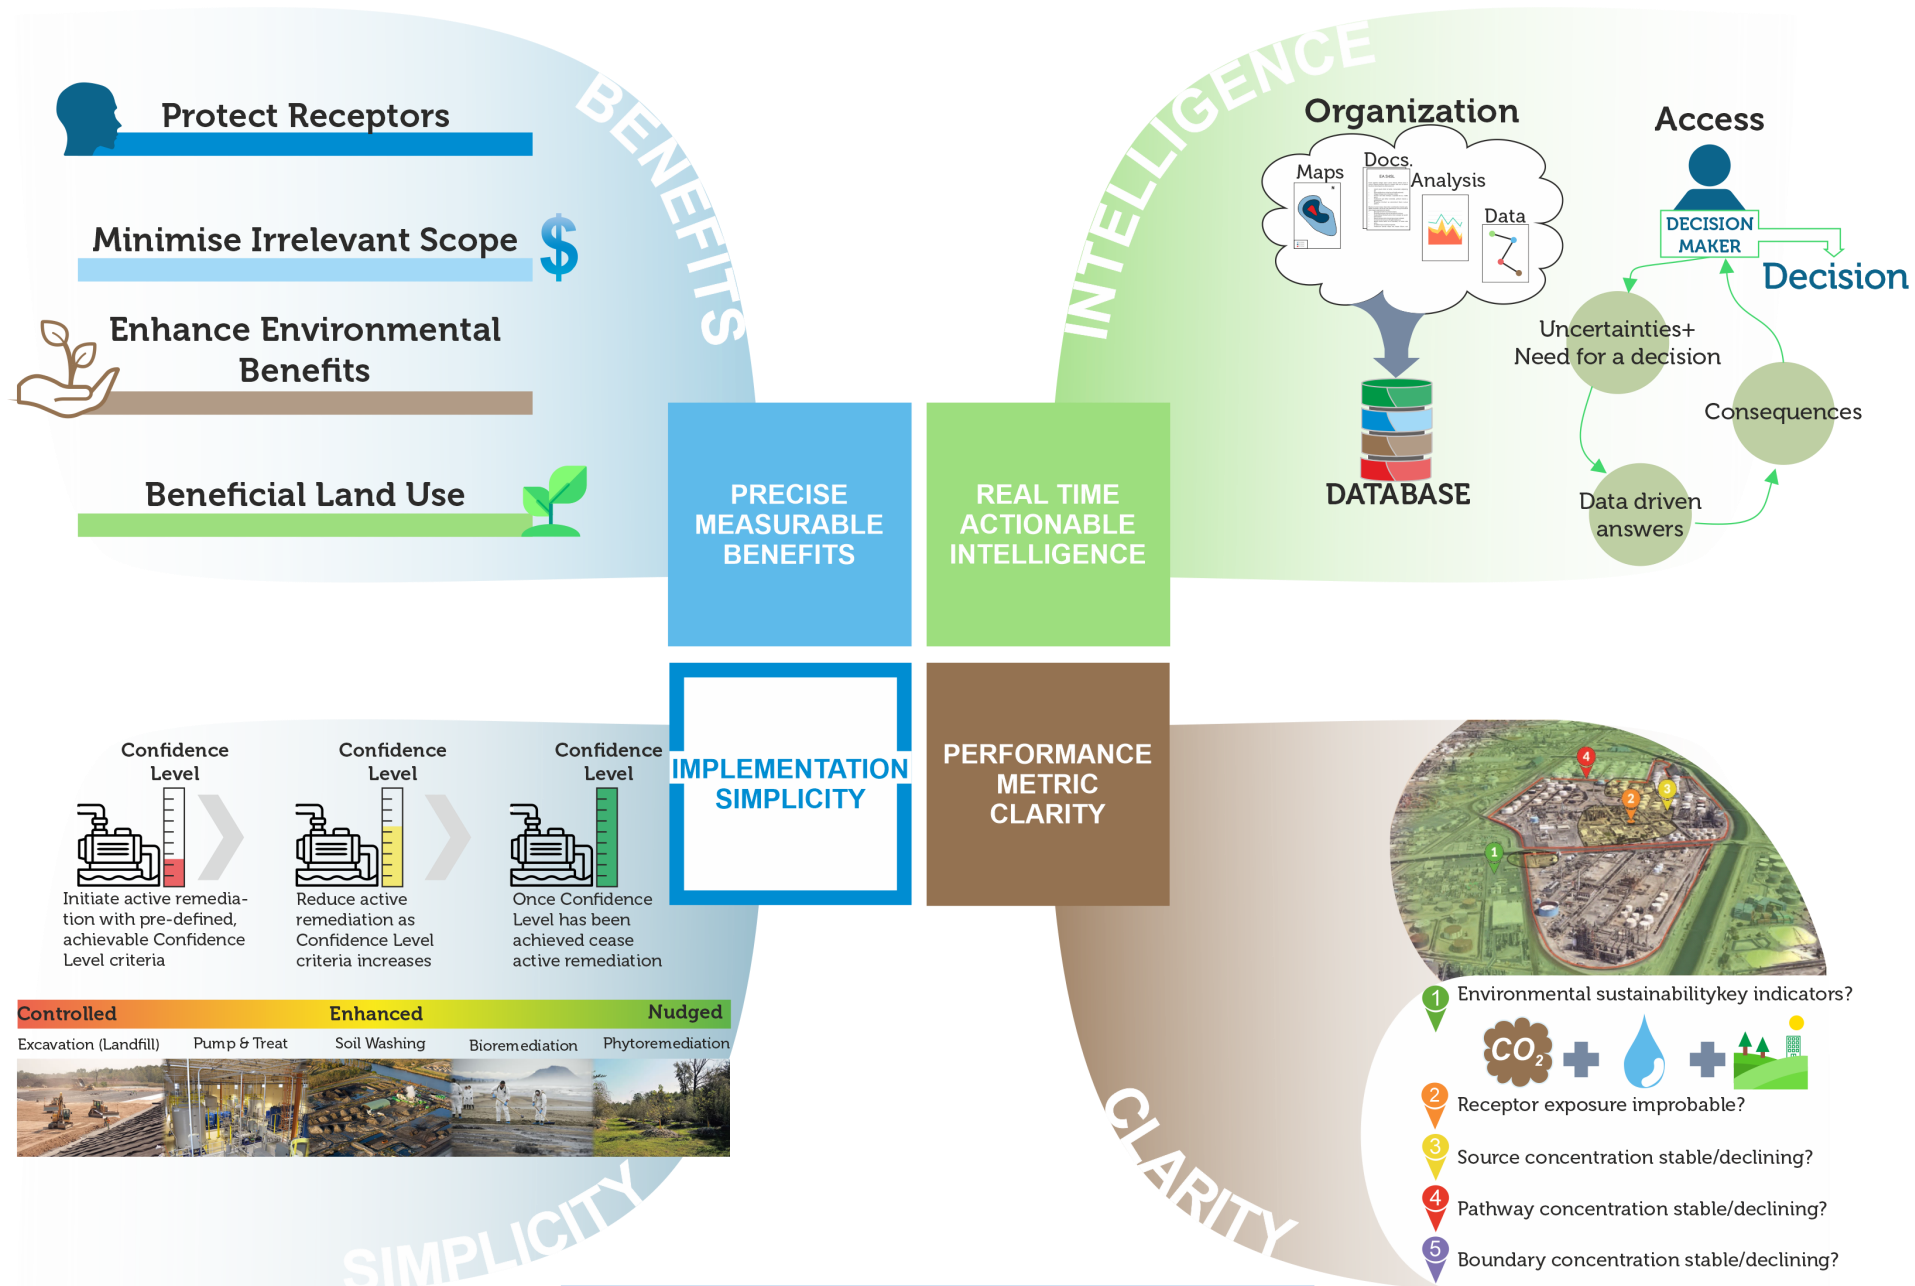 BENEFITS
Protect Receptors
Minimise Irrelevant Scope
$
Enhance Environmental
Benefits
Beneficial Land Use
PRECISE
MEASURABLE
BENEFITS
INTELLIGENCE
Organization
Maps
Docs.
Analysis
Data
DATABASE
Access
DECISION
MAKER
Decision
Uncertainties+
Need for a decision
Consequences
Data driven
answers
REAL TIME
ACTIONABLE
INTELLIGENCE
IMPLEMENTATION
SIMPLICITY
Confidence
Level
Initiate active remedia-
tion with pre-defined,
achievable Confidence
Level criteria
Confidence
Level
Reduce active
remediation as
Confidence Level
criteria increases
Confidence
Level
Once Confidence
Level has been
achieved cease
active remediation
Controlled Enhanced Nudged
Excavation (Landfill) Pump & Treat Soil Washing Bioremediation Phytoremediation
SIMPLICITY
PERFORMANCE
METRIC
CLARITY
CLARITY
4
3
2
1
1 Environmental sustainabilitykey indicators?
CO2
2 Receptor exposure improbable?
3 Source concentration stable/declining?
4 Pathway concentration stable/declining?
5 Boundary concentration stable/declining?